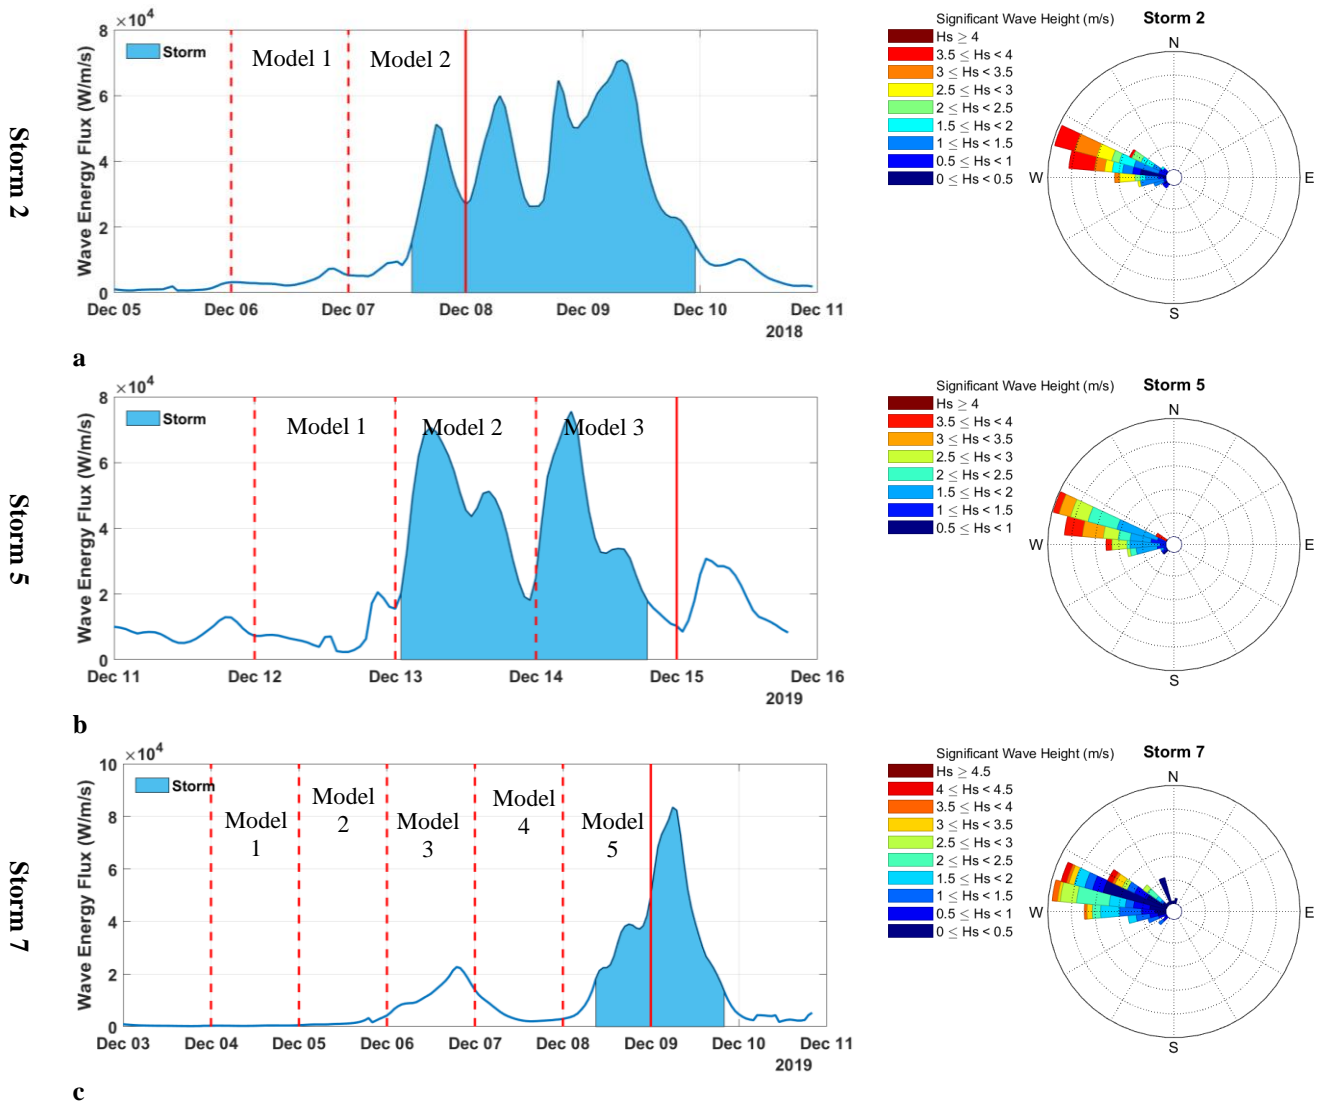 Storm 2
×10⁴
8
6
4
2
0
Wave Energy Flux (W/m/s)
Storm
Model 1
Model 2
Dec 05
Dec 06
Dec 07
Dec 08
Dec 09
Dec 10
Dec 11
2018
a
Significant Wave Height (m/s)
Hs ≥ 4
3.5 ≤ Hs < 4
3 ≤ Hs < 3.5
2.5 ≤ Hs < 3
2 ≤ Hs < 2.5
1.5 ≤ Hs < 2
1 ≤ Hs < 1.5
0.5 ≤ Hs < 1
0 ≤ Hs < 0.5
Storm 2
N
W
E
S
Storm 5
×10⁴
8
6
4
2
0
Wave Energy Flux (W/m/s)
Storm
Model 1
Model 2
Model 3
Dec 11
Dec 12
Dec 13
Dec 14
Dec 15
Dec 16
2019
b
Significant Wave Height (m/s)
Hs ≥ 4
3.5 ≤ Hs < 4
3 ≤ Hs < 3.5
2.5 ≤ Hs < 3
2 ≤ Hs < 2.5
1.5 ≤ Hs < 2
1 ≤ Hs < 1.5
0.5 ≤ Hs < 1
Storm 5
N
W
E
S
Storm 7
×10⁴
10
8
6
4
2
0
Wave Energy Flux (W/m/s)
Storm
Model
1
Model
2
Model
3
Model
4
Model
5
Dec 03
Dec 04
Dec 05
Dec 06
Dec 07
Dec 08
Dec 09
Dec 10
Dec 11
2019
c
Significant Wave Height (m/s)
Hs ≥ 4.5
4 ≤ Hs < 4.5
3.5 ≤ Hs < 4
3 ≤ Hs < 3.5
2.5 ≤ Hs < 3
2 ≤ Hs < 2.5
1.5 ≤ Hs < 2
1 ≤ Hs < 1.5
0.5 ≤ Hs < 1
0 ≤ Hs < 0.5
Storm 7
N
W
E
S